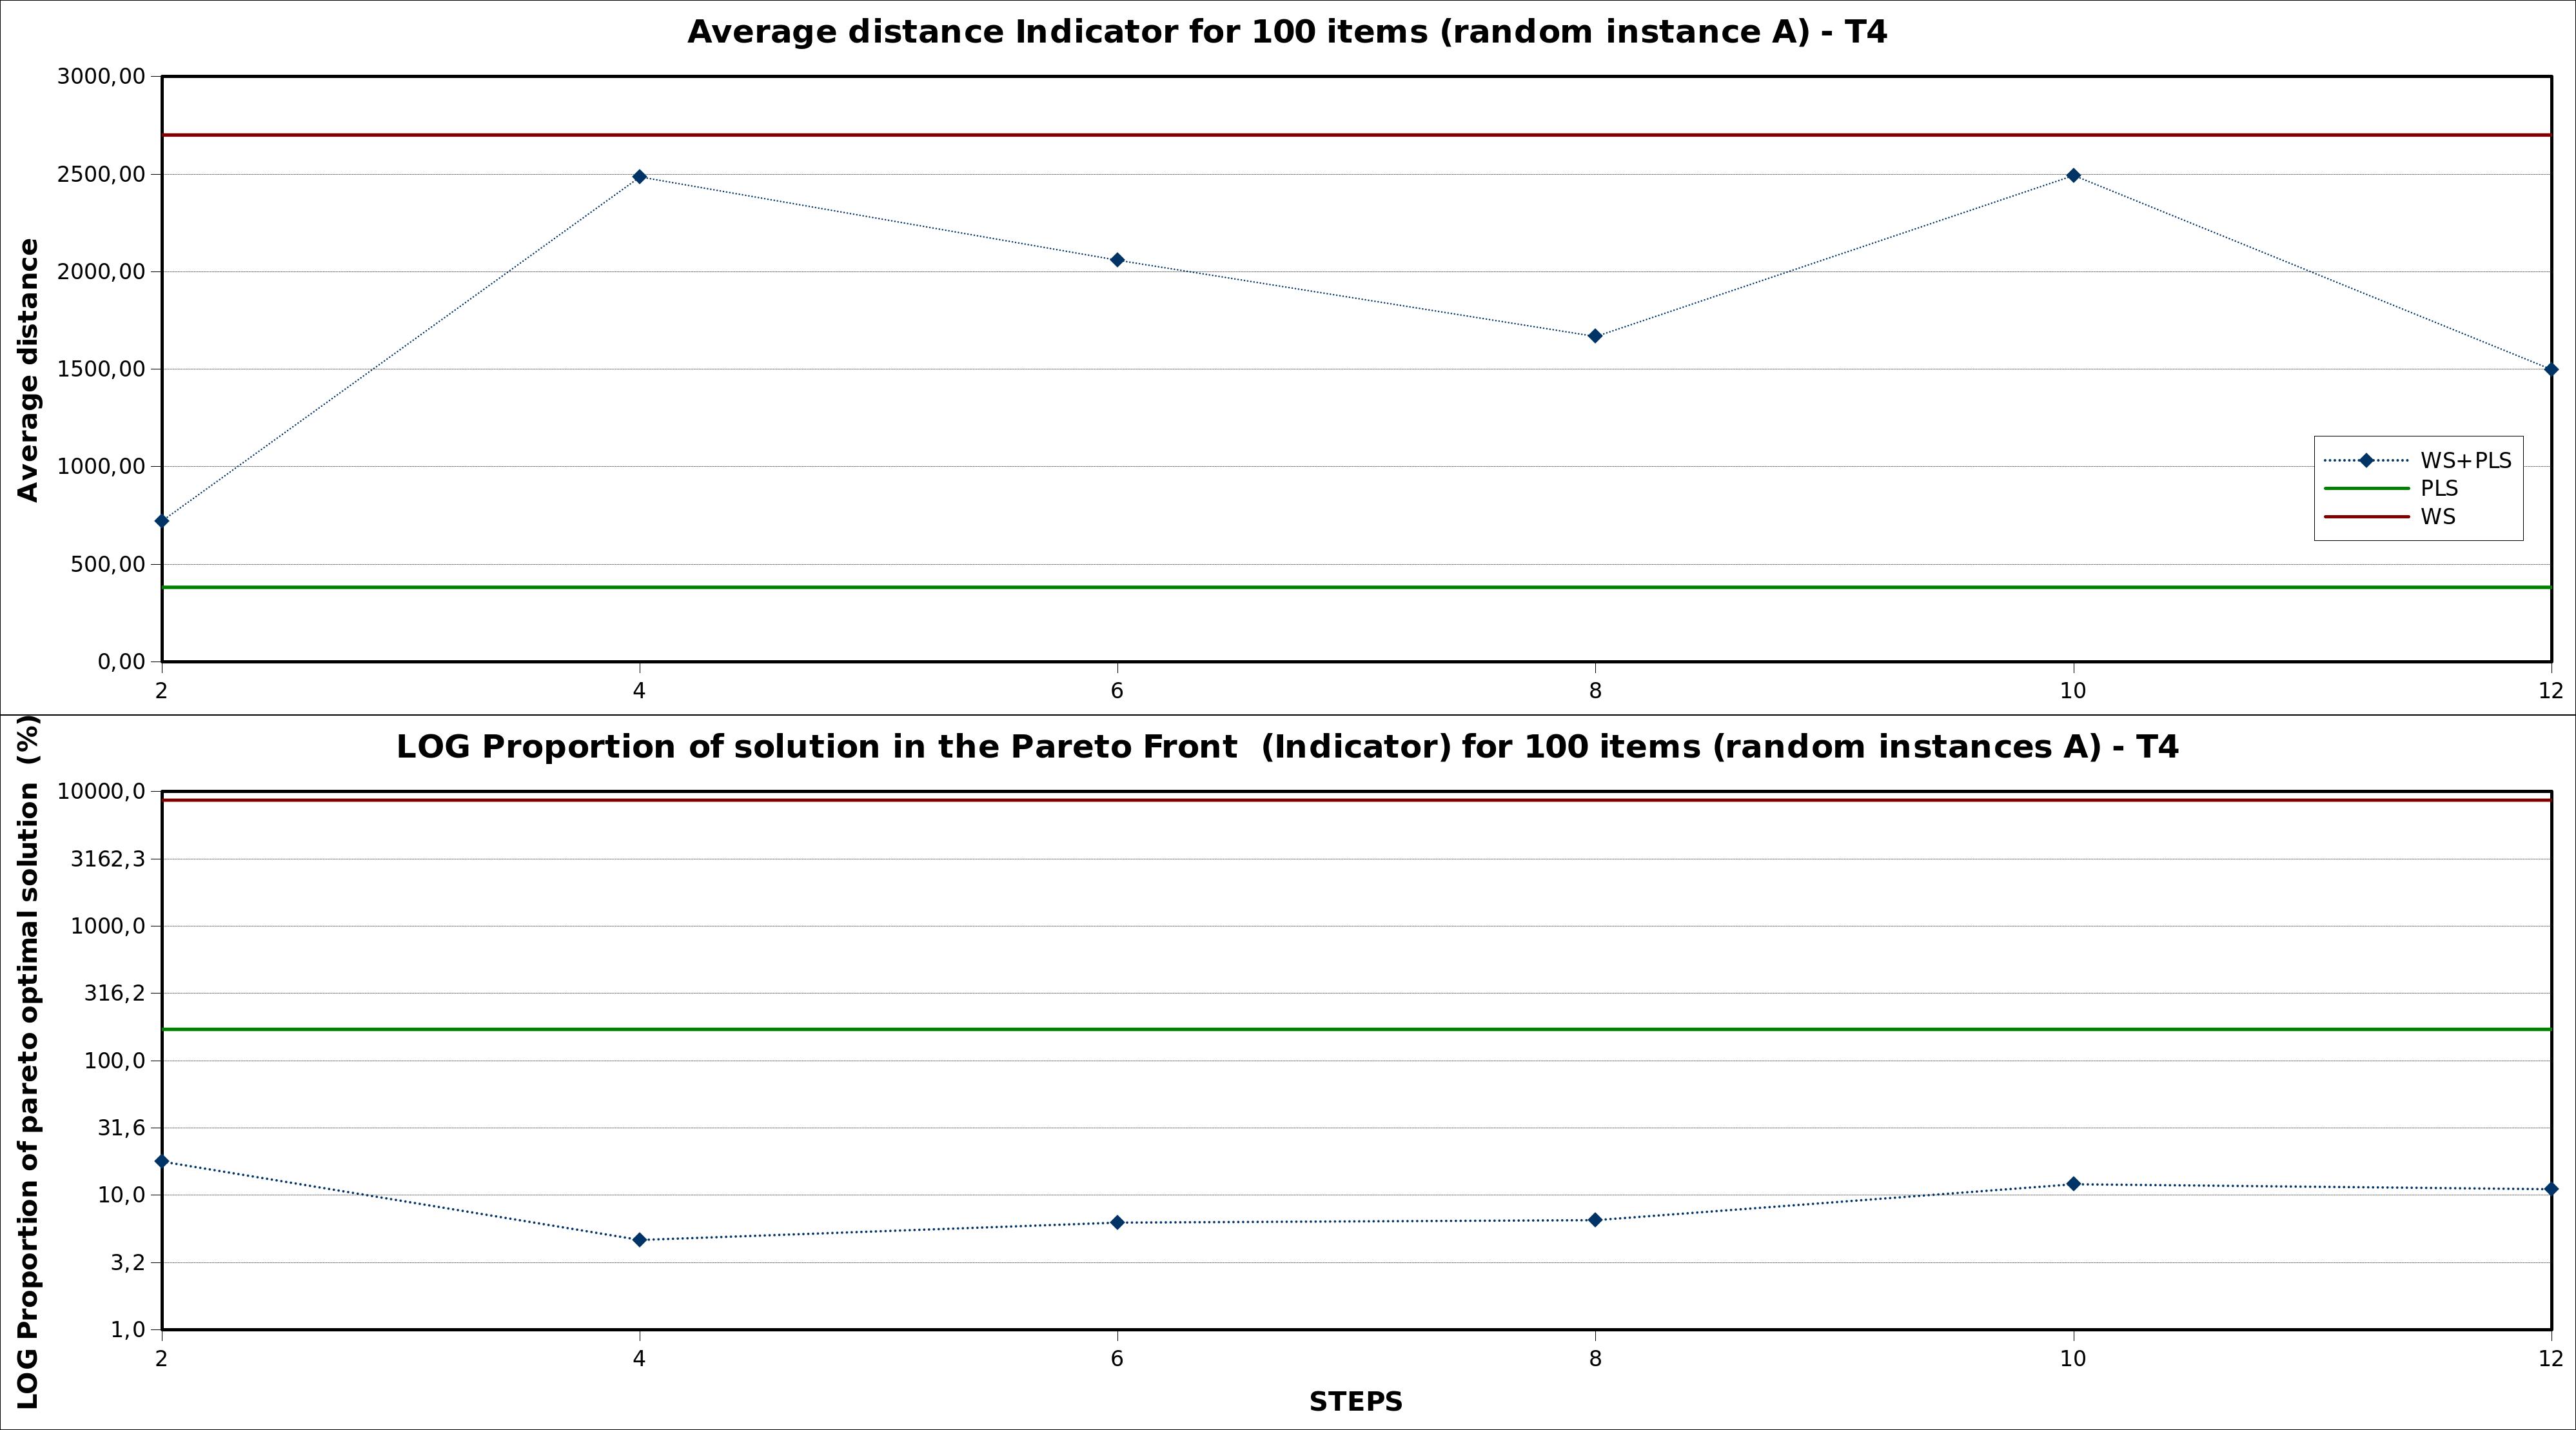 Average distance Indicator for 100 items (random instance A) - T4
Average distance
3000,00
2500,00
2000,00
1500,00
1000,00
500,00
0,00
WS+PLS
PLS
WS
2 4 6 8 10 12
LOG Proportion of solution in the Pareto Front  (Indicator) for 100 items (random instances A) - T4
LOG Proportion of pareto optimal solution  (%)
10000,0
3162,3
1000,0
316,2
100,0
31,6
10,0
3,2
1,0
2 4 6 8 10 12
STEPS